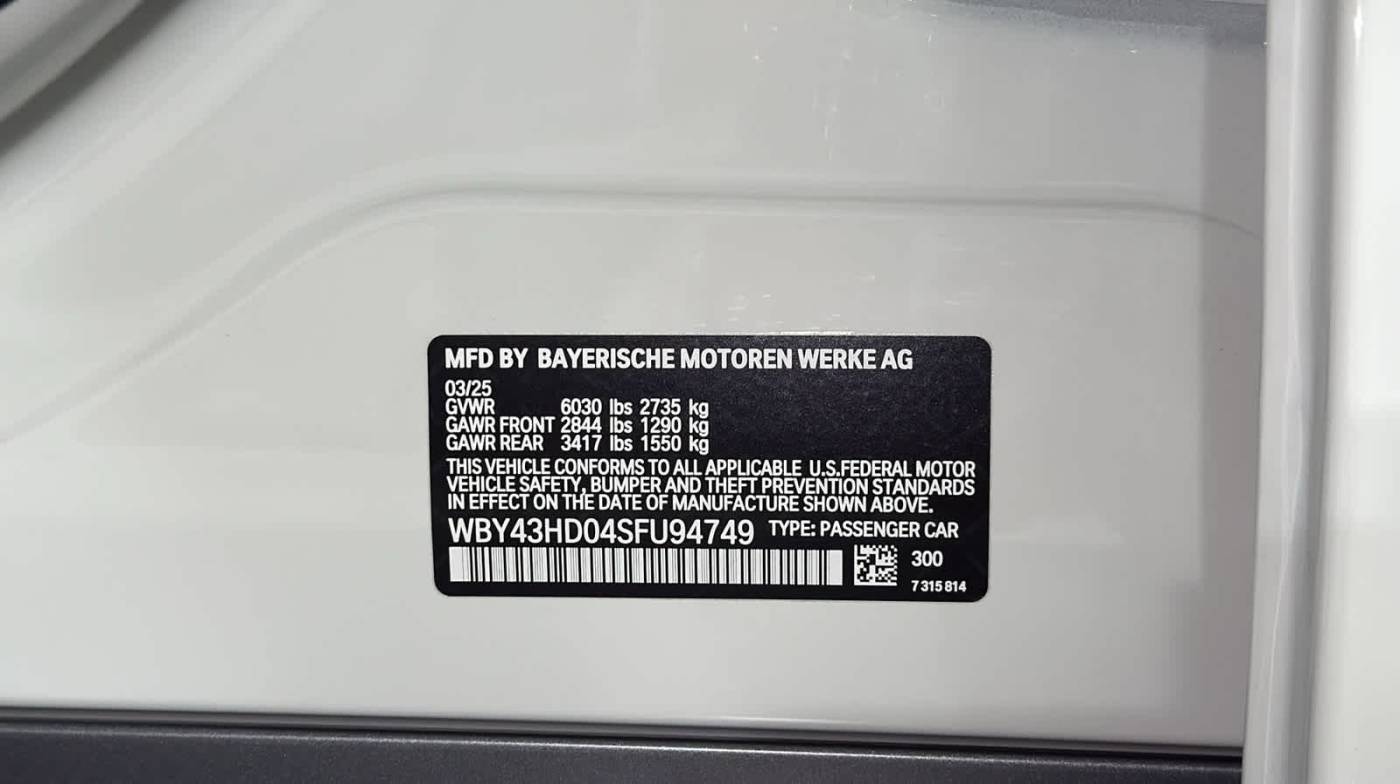 MFD BY BAYERISCHE MOTOREN WERKE AG
03/25
GVWR 6030 lbs 2735 kg
GAWR FRONT 2844 lbs 1290 kg
GAWR REAR 3417 lbs 1550 kg
THIS VEHICLE CONFORMS TO ALL APPLICABLE U.S.FEDERAL MOTOR
VEHICLE SAFETY, BUMPER AND THEFT PREVENTION STANDARDS
IN EFFECT ON THE DATE OF MANUFACTURE SHOWN ABOVE.
WBY43HD04SFU94749 TYPE: PASSENGER CAR
300
7 315 814